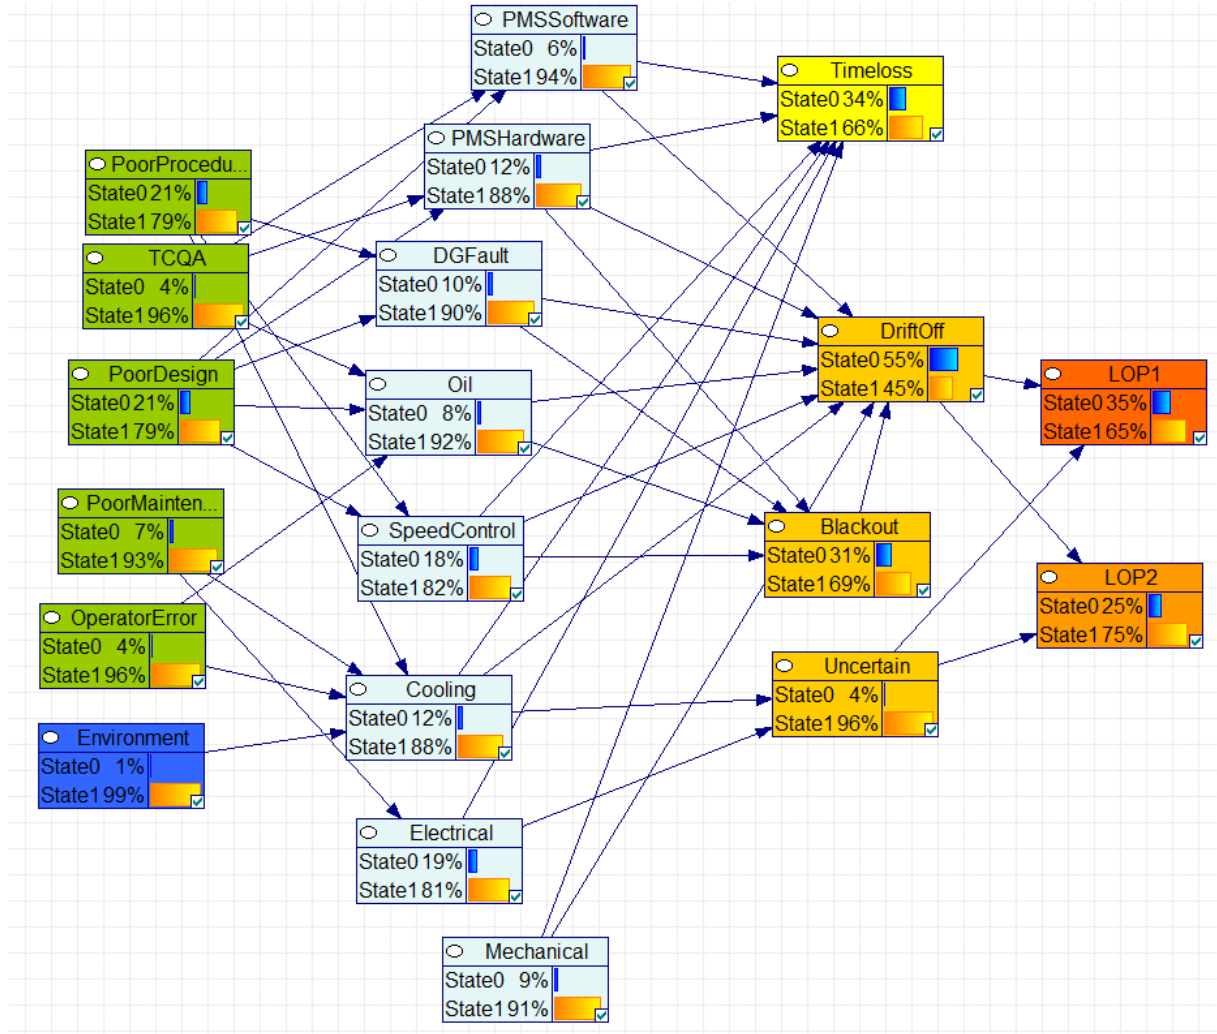 PMSSoftware
State0 6%
State1 94%
Timeloss
State0 34%
State1 66%
PMSHardware
State0 12%
State1 88%
PoorProcedu...
State0 21%
State1 79%
TCQA
State0 4%
State1 96%
DGFault
State0 10%
State1 90%
DriftOff
State0 55%
State1 45%
PoorDesign
State0 21%
State1 79%
Oil
State0 8%
State1 92%
LOP1
State0 35%
State1 65%
PoorMainten...
State0 7%
State1 93%
SpeedControl
State0 18%
State1 82%
Blackout
State0 31%
State1 69%
LOP2
State0 25%
State1 75%
OperatorError
State0 4%
State1 96%
Uncertain
State0 4%
State1 96%
Cooling
State0 12%
State1 88%
Environment
State0 1%
State1 99%
Electrical
State0 19%
State1 81%
Mechanical
State0 9%
State1 91%